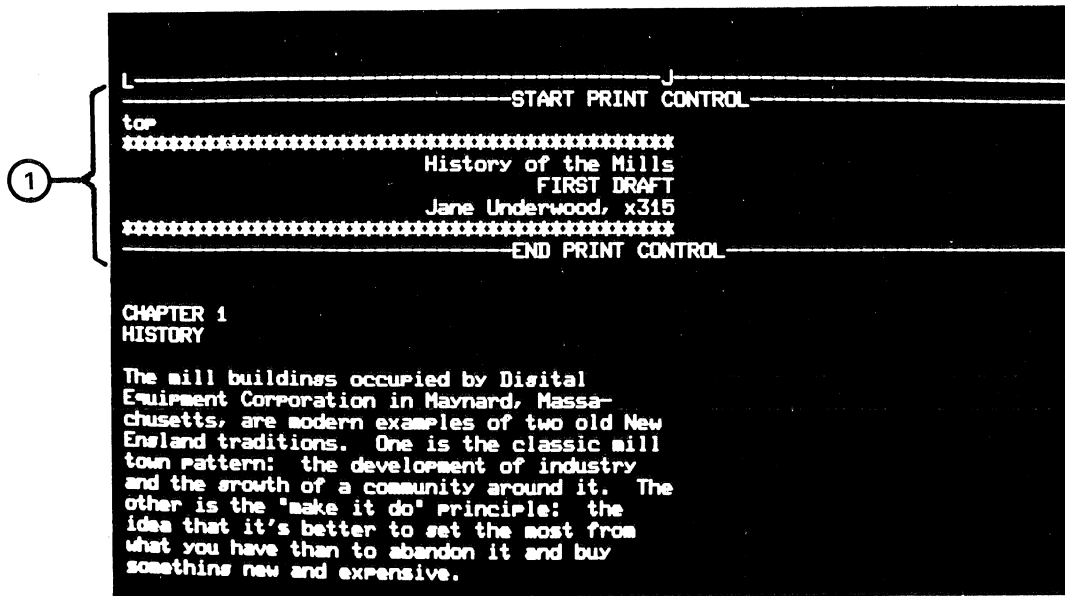 L-----------------------------------------------J-----------------------------------
-----------------------------------START PRINT CONTROL-----------------------------
top
*************************************************
History of the Mills
FIRST DRAFT
Jane Underwood, x315
*************************************************
-----------------------------------END PRINT CONTROL-------------------------------
1
CHAPTER 1
HISTORY
The mill buildings occupied by Digital
Equipment Corporation in Maynard, Massa-
chusetts, are modern examples of two old New
England traditions.  One is the classic mill
town pattern:  the development of industry
and the growth of a community around it.  The
other is the "make it do" principle:  the
idea that it's better to get the most from
what you have than to abandon it and buy
something new and expensive.